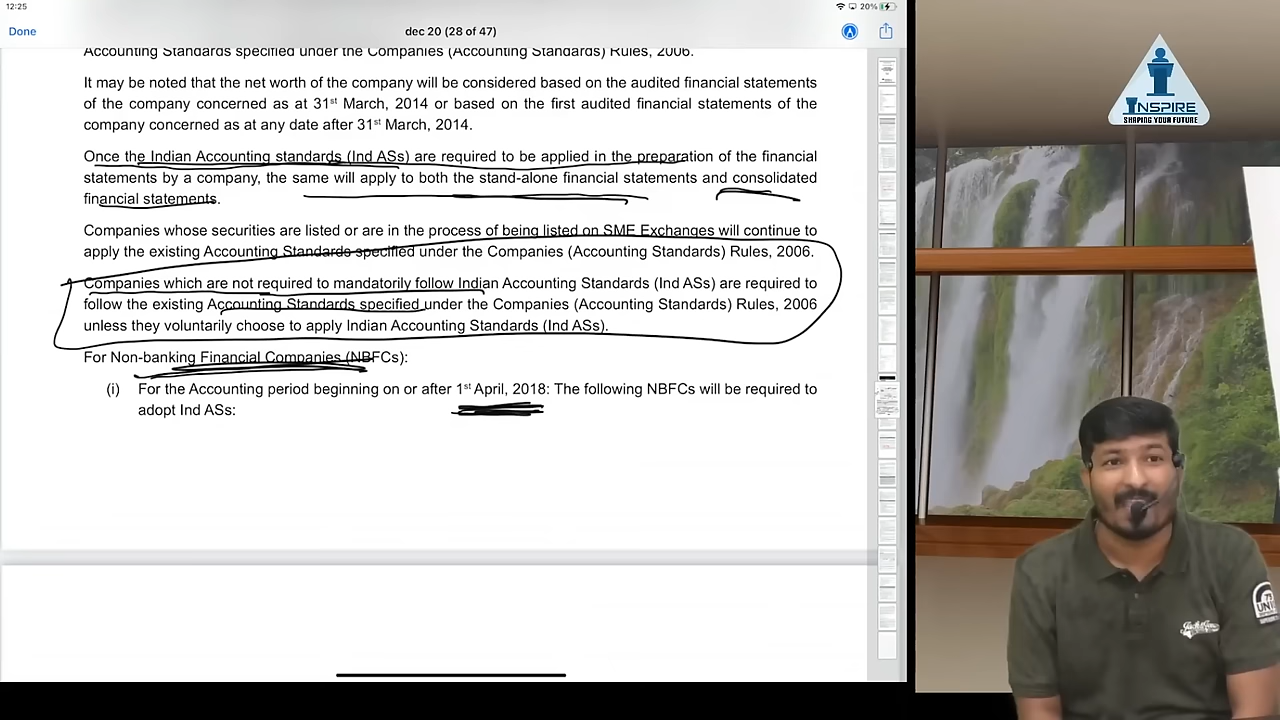 12:25
20%
Done
dec 20 (28 of 47)
INSPIRE
SHAPING YOUR FUTURE
Accounting Standards specified under the Companies (Accounting Standards) Rules, 2006.
It may be noted that the net worth of the company will be considered based on the audited financial statements
of the company concerned as at 31st March, 2014 or based on the first audited financial statements of the
company concerned as at any date after 31st March, 2014.
Once the Indian Accounting standards (Ind ASs) are required to be applied in the preparation of the financial
statements by a company, the same will apply to both the stand-alone financial statements and consolidated
financial statements.
Companies whose securities are listed or are in the process of being listed on SME Exchanges will continue to
apply the existing Accounting Standards specified under the Companies (Accounting Standards) Rules, 2006.
Companies which are not required to mandatorily follow Indian Accounting Standards (Ind ASs) are required to
follow the existing Accounting Standards specified under the Companies (Accounting Standards) Rules, 2006
unless they voluntarily choose to apply Indian Accounting Standards (Ind ASs).
For Non-banking Financial Companies (NBFCs):
(i) For the accounting period beginning on or after st April, 2018: The following NBFCs will be required to
adopt Ind ASs: